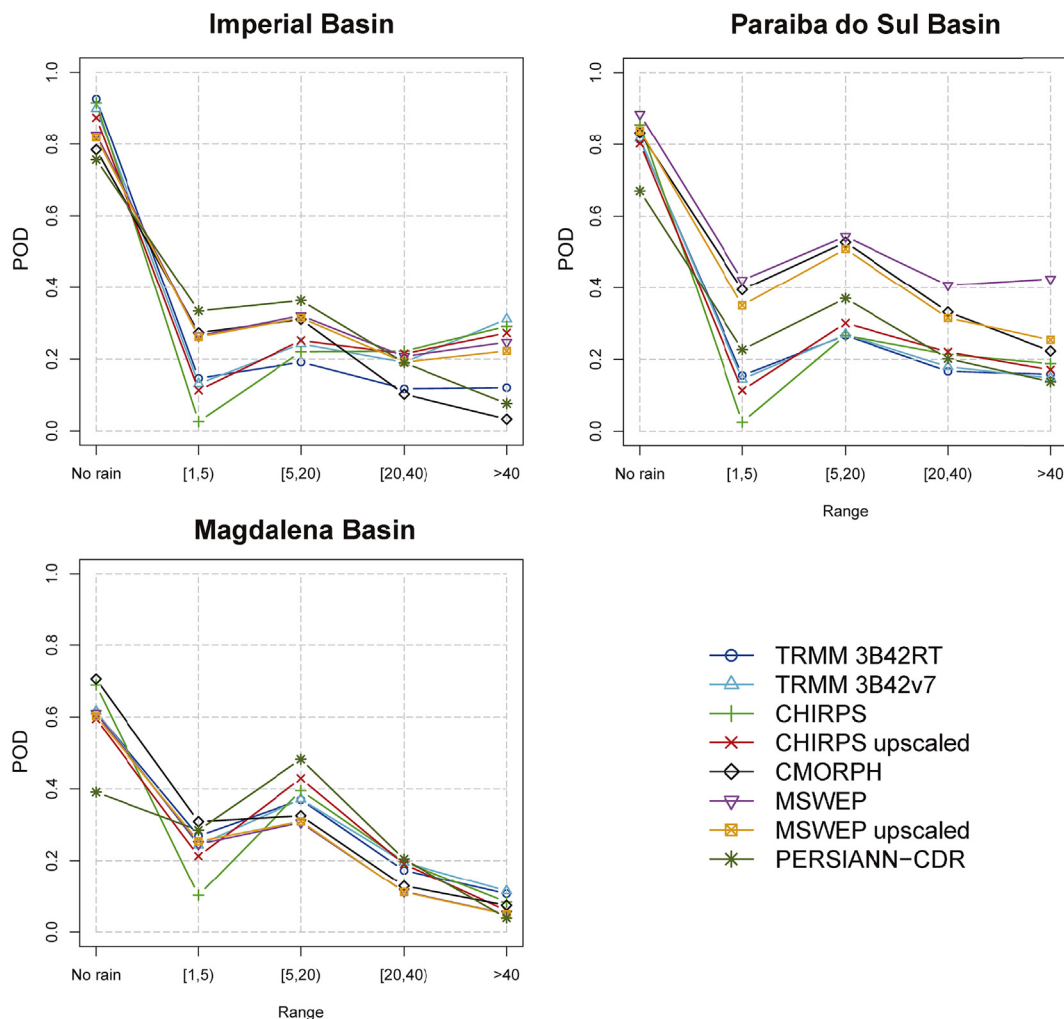 Imperial Basin
POD
1.0
0.8
0.6
0.4
0.2
0.0
No rain [1,5) [5,20) [20,40) >40
Paraiba do Sul Basin
POD
1.0
0.8
0.6
0.4
0.2
0.0
No rain [1,5) [5,20) [20,40) >40
Range
Magdalena Basin
POD
1.0
0.8
0.6
0.4
0.2
0.0
No rain [1,5) [5,20) [20,40) >40
Range
TRMM 3B42RT
TRMM 3B42v7
CHIRPS
CHIRPS upscaled
CMORPH
MSWEP
MSWEP upscaled
PERSIANN−CDR